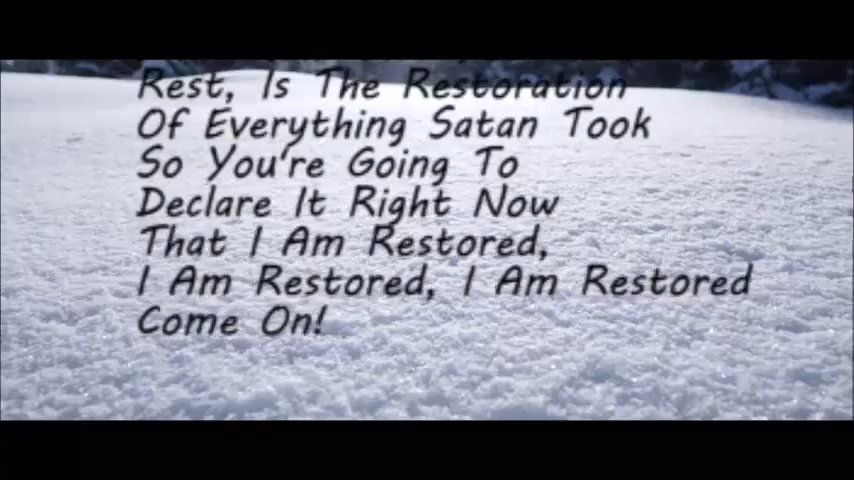 Rest, Is The Restoration
Of Everything Satan Took
So You're Going To
Declare It Right Now
That I Am Restored,
I Am Restored, I Am Restored
Come On!